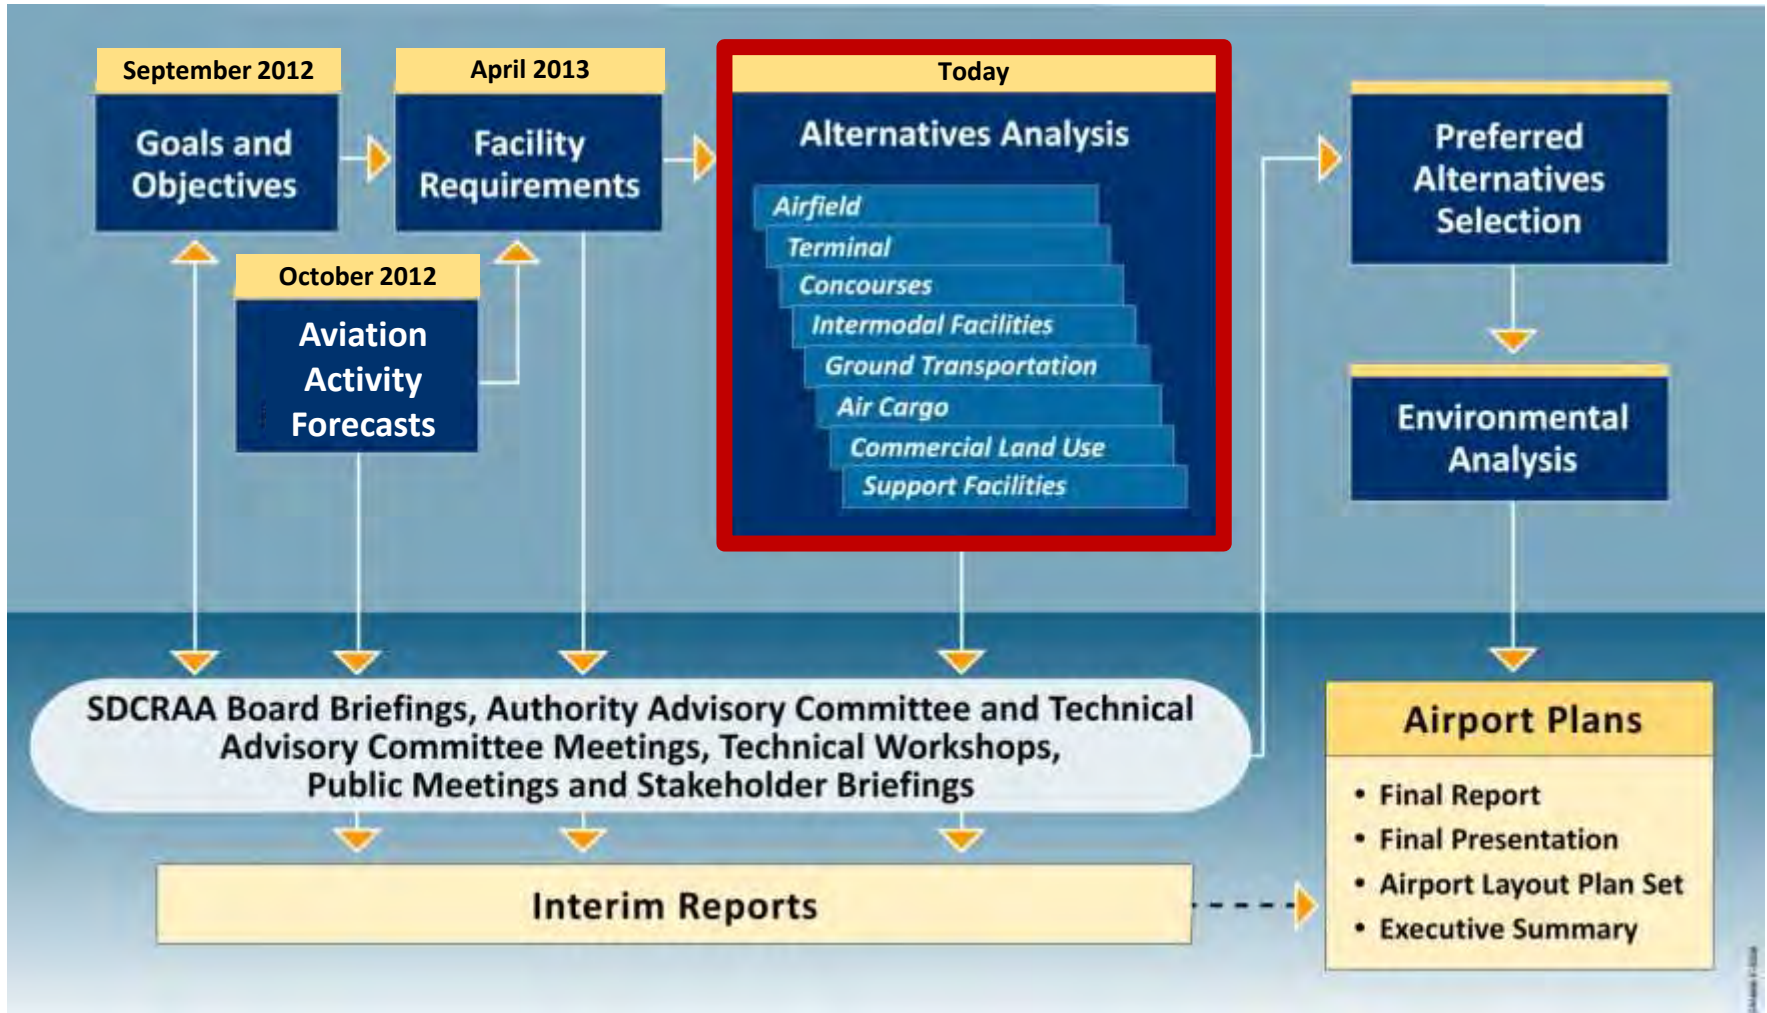 September 2012
Goals and
Objectives
October 2012
Aviation
Activity
Forecasts
April 2013
Facility
Requirements
Today
Alternatives Analysis
Airfield
Terminal
Concourses
Intermodal Facilities
Ground Transportation
Air Cargo
Commercial Land Use
Support Facilities
Preferred
Alternatives
Selection
Environmental
Analysis
SDCRAA Board Briefings, Authority Advisory Committee and Technical
Advisory Committee Meetings, Technical Workshops,
Public Meetings and Stakeholder Briefings
Interim Reports
Airport Plans
• Final Report
• Final Presentation
• Airport Layout Plan Set
• Executive Summary